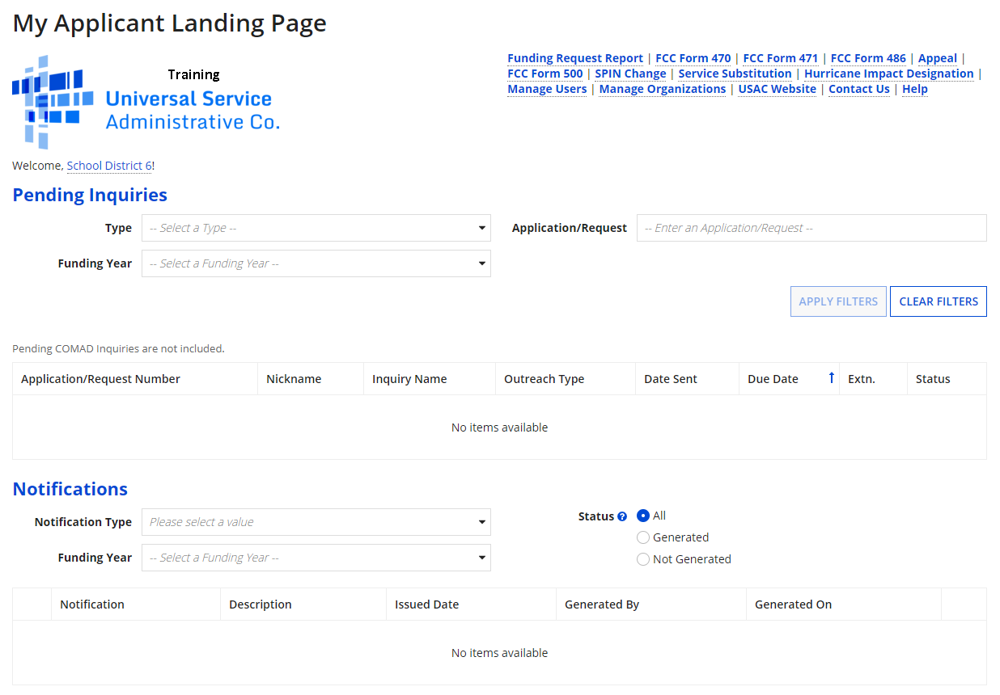 My Applicant Landing Page
Training
Universal Service
Administrative Co.
Funding Request Report | FCC Form 470 | FCC Form 471 | FCC Form 486 | Appeal |
FCC Form 500 | SPIN Change | Service Substitution | Hurricane Impact Designation |
Manage Users | Manage Organizations | USAC Website | Contact Us | Help
Welcome, School District 6!
Pending Inquiries
Type -- Select a Type -- Application/Request -- Enter an Application/Request --
Funding Year -- Select a Funding Year --
APPLY FILTERS CLEAR FILTERS
Pending COMAD Inquiries are not included.
Application/Request Number Nickname Inquiry Name Outreach Type Date Sent Due Date ↑ Extn. Status
No items available
Notifications
Notification Type Please select a value Status ? All
Generated
Funding Year -- Select a Funding Year -- Not Generated
Notification Description Issued Date Generated By Generated On
No items available